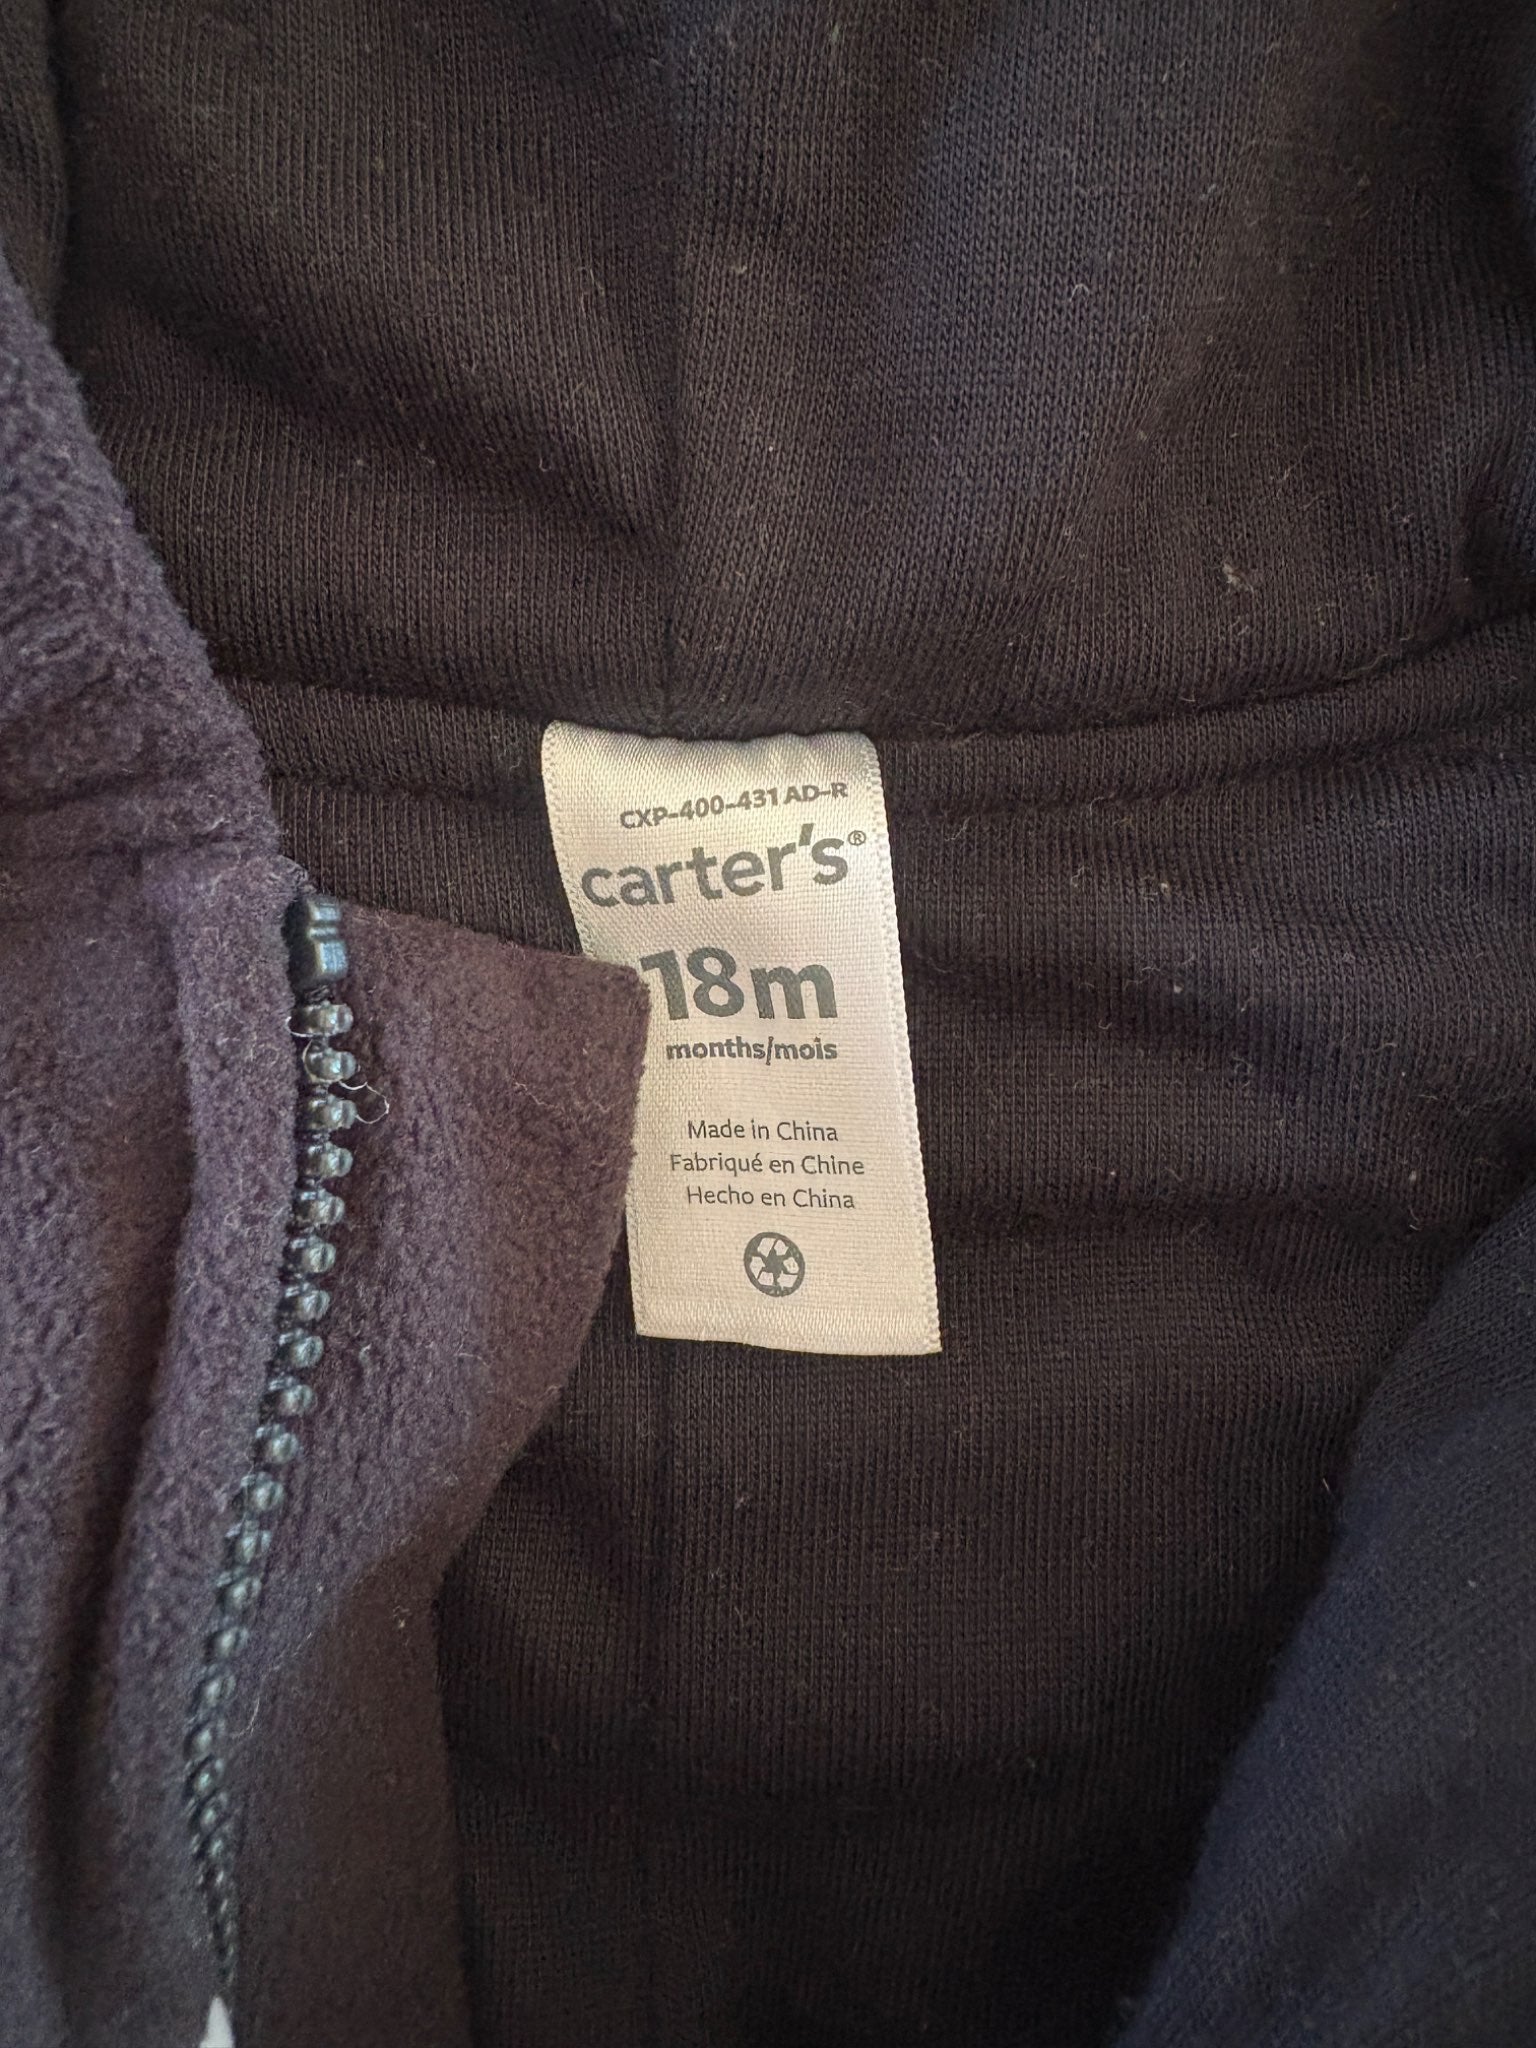 CXP-400-431 AD-R
carter's®
18m
months/mois
Made in China
Fabriqué en Chine
Hecho en China